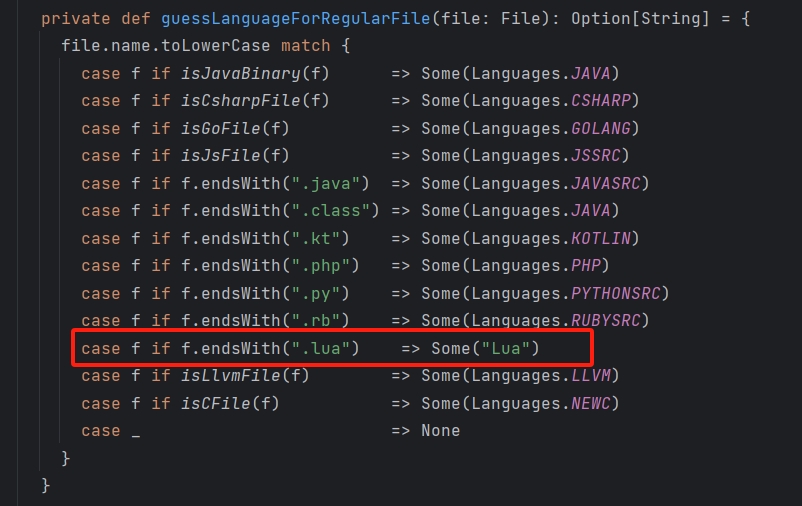 private def guessLanguageForRegularFile(file: File): Option[String] = {
  file.name.toLowerCase match {
    case f if isJavaBinary(f)      => Some(Languages.JAVA)
    case f if isCsharpFile(f)      => Some(Languages.CSHARP)
    case f if isGoFile(f)          => Some(Languages.GOLANG)
    case f if isJsFile(f)          => Some(Languages.JSSRC)
    case f if f.endsWith(".java")  => Some(Languages.JAVASRC)
    case f if f.endsWith(".class") => Some(Languages.JAVA)
    case f if f.endsWith(".kt")    => Some(Languages.KOTLIN)
    case f if f.endsWith(".php")   => Some(Languages.PHP)
    case f if f.endsWith(".py")    => Some(Languages.PYTHONSRC)
    case f if f.endsWith(".rb")    => Some(Languages.RUBYSRC)
    case f if f.endsWith(".lua")    => Some("Lua")
    case f if isLlvmFile(f)        => Some(Languages.LLVM)
    case f if isCFile(f)           => Some(Languages.NEWC)
    case _                         => None
  }
}